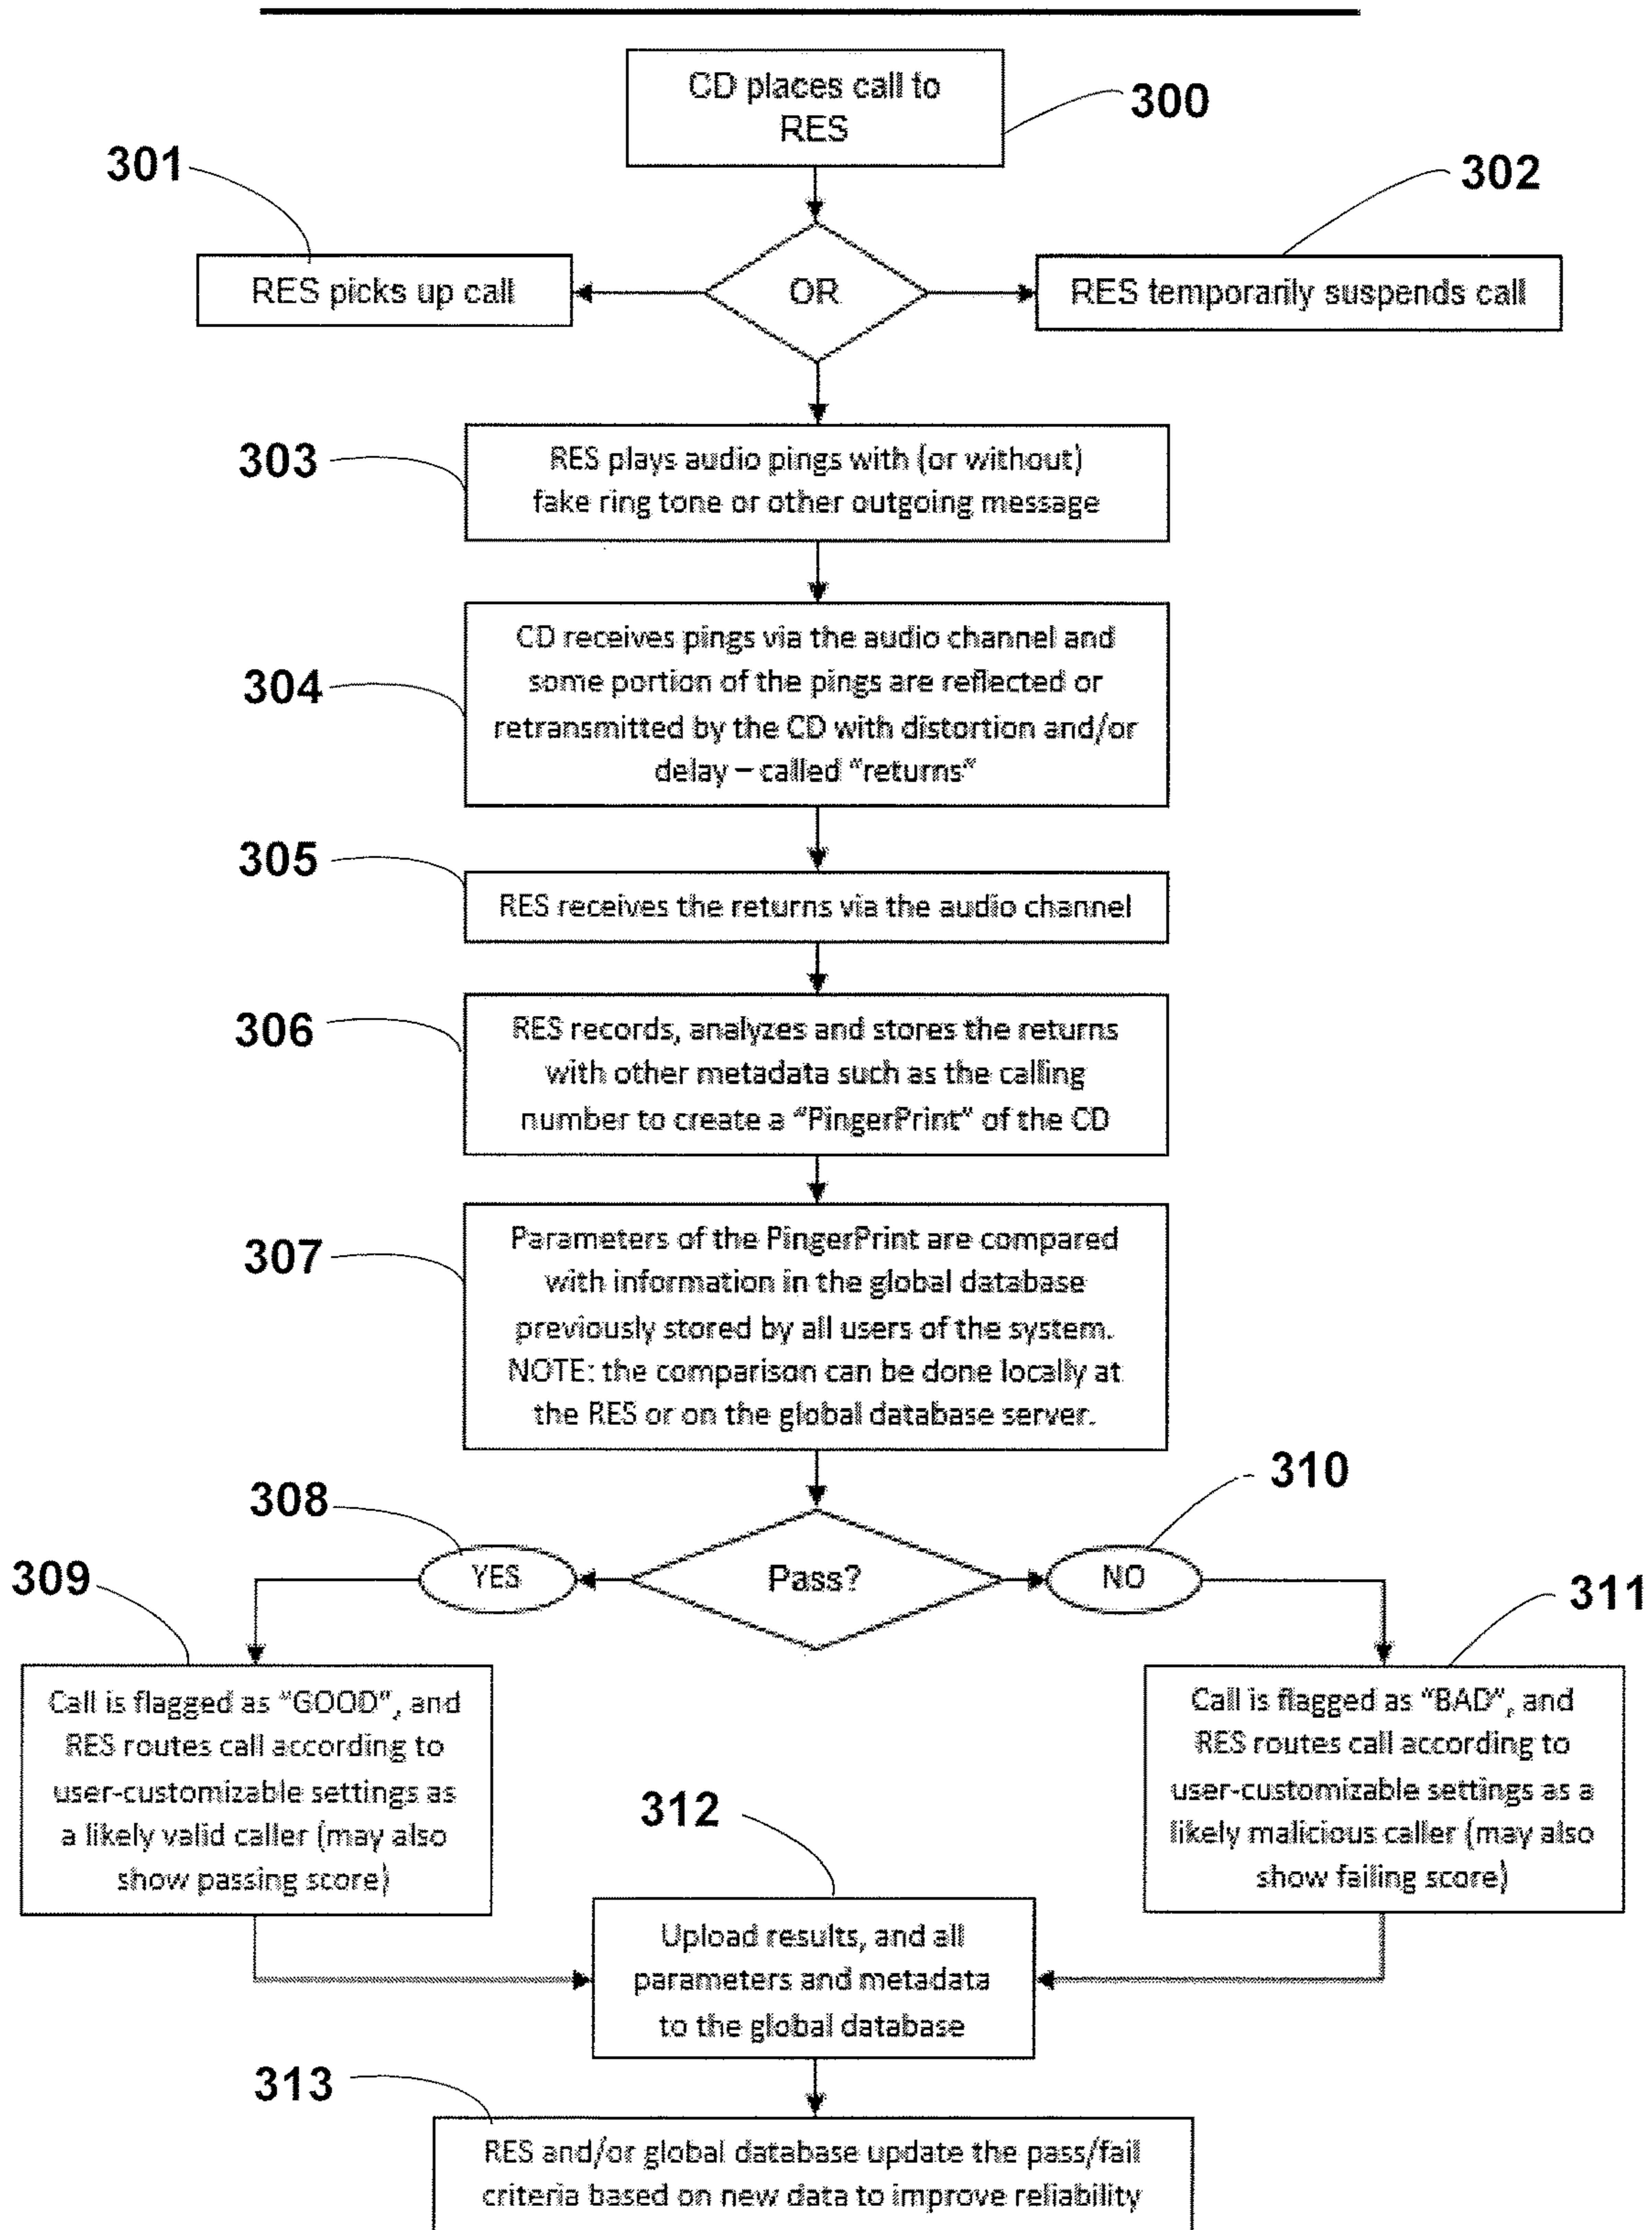 CD places call to
RES
300
301
302
RES picks up call
OR
RES temporarily suspends call
303
RES plays audio pings with (or without)
fake ring tone or other outgoing message
304
CD receives pings via the audio channel and
some portion of the pings are reflected or
retransmitted by the CD with distortion and/or
delay – called "returns"
305
RES receives the returns via the audio channel
306
RES records, analyzes and stores the returns
with other metadata such as the calling
number to create a "PingerPrint" of the CD
307
Parameters of the PingerPrint are compared
with information in the global database
previously stored by all users of the system.
NOTE: the comparison can be done locally at
the RES or on the global database server.
308
310
YES
Pass?
NO
309
311
Call is flagged as "GOOD", and
RES routes call according to
user-customizable settings as
a likely valid caller (may also
show passing score)
Call is flagged as "BAD", and
RES routes call according to
user-customizable settings as a
likely malicious caller (may also
show failing score)
312
Upload results, and all
parameters and metadata
to the global database
313
RES and/or global database update the pass/fail
criteria based on new data to improve reliability